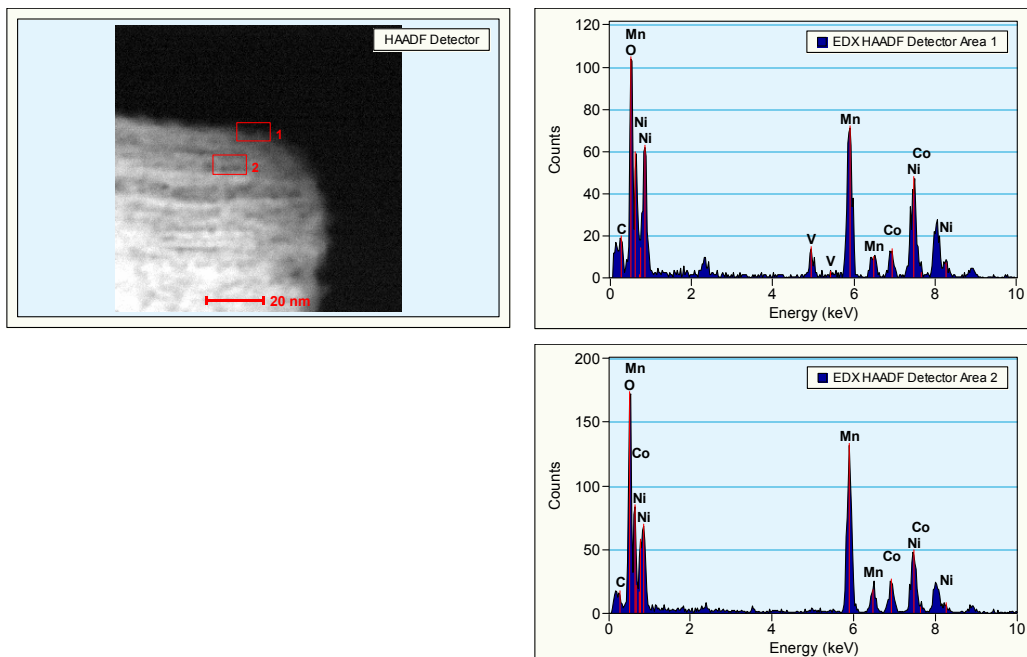 HAADF Detector
1
2
20 nm
EDX HAADF Detector Area 1
120
100
80
60
40
20
0
Counts
Mn
O
Ni
Ni
C
V
V
Mn
Mn
Co
Co
Ni
Ni
0 2 4 6 8 10
Energy (keV)
EDX HAADF Detector Area 2
200
150
100
50
0
Counts
Mn
O
Co
Ni
Ni
C
Mn
Mn
Co
Co
Ni
Ni
0 2 4 6 8 10
Energy (keV)